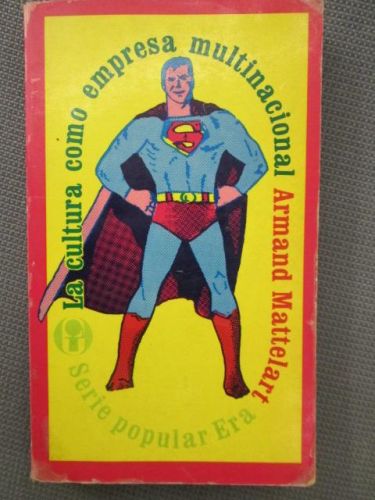 La cultura como empresa multinacional Armand Mattelart
Serie popular Era